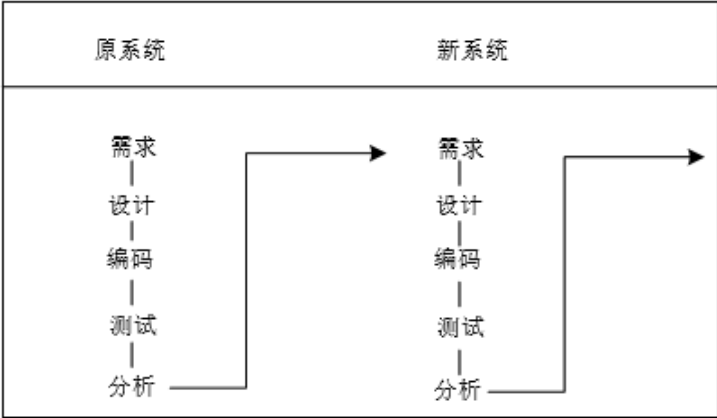 原系统 新系统
需求 需求
设计 设计
编码 编码
测试 测试
分析 分析